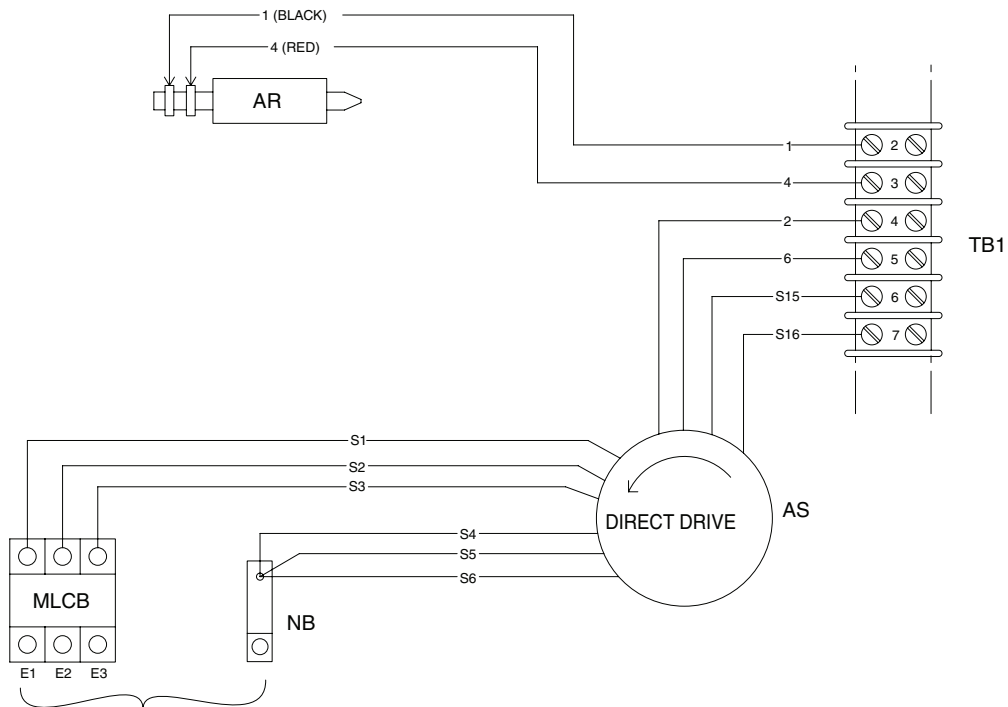 1 (BLACK)
4 (RED)
AR
1
2
4
3
2
4
TB1
6
5
S15
6
S16
7
S1
S2
S3
AS
DIRECT DRIVE
S4
S5
S6
MLCB
NB
E1 E2 E3